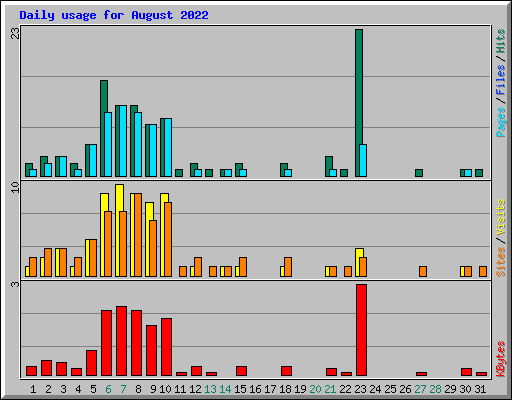 Daily usage for August 2022
23
Pages / Files / Hits
10
Sites / Visits
3
KBytes
1 2 3 4 5 6 7 8 9 10 11 12 13 14 15 16 17 18 19 20 21 22 23 24 25 26 27 28 29 30 31